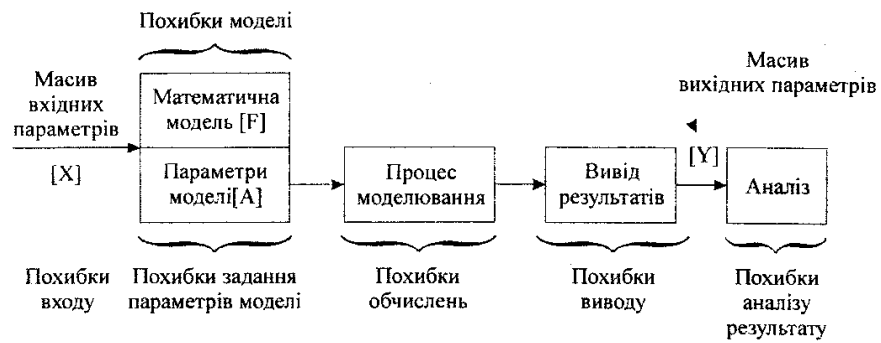 Похибки моделі
Масив
вхідних
параметрів
[X]
Математична
модель [F]
Параметри
моделі[A]
Процес
моделювання
Вивід
результатів
Масив
вихідних параметрів
[Y]
Аналіз
Похибки
входу
Похибки задання
параметрів моделі
Похибки
обчислень
Похибки
виводу
Похибки
аналізу
результату